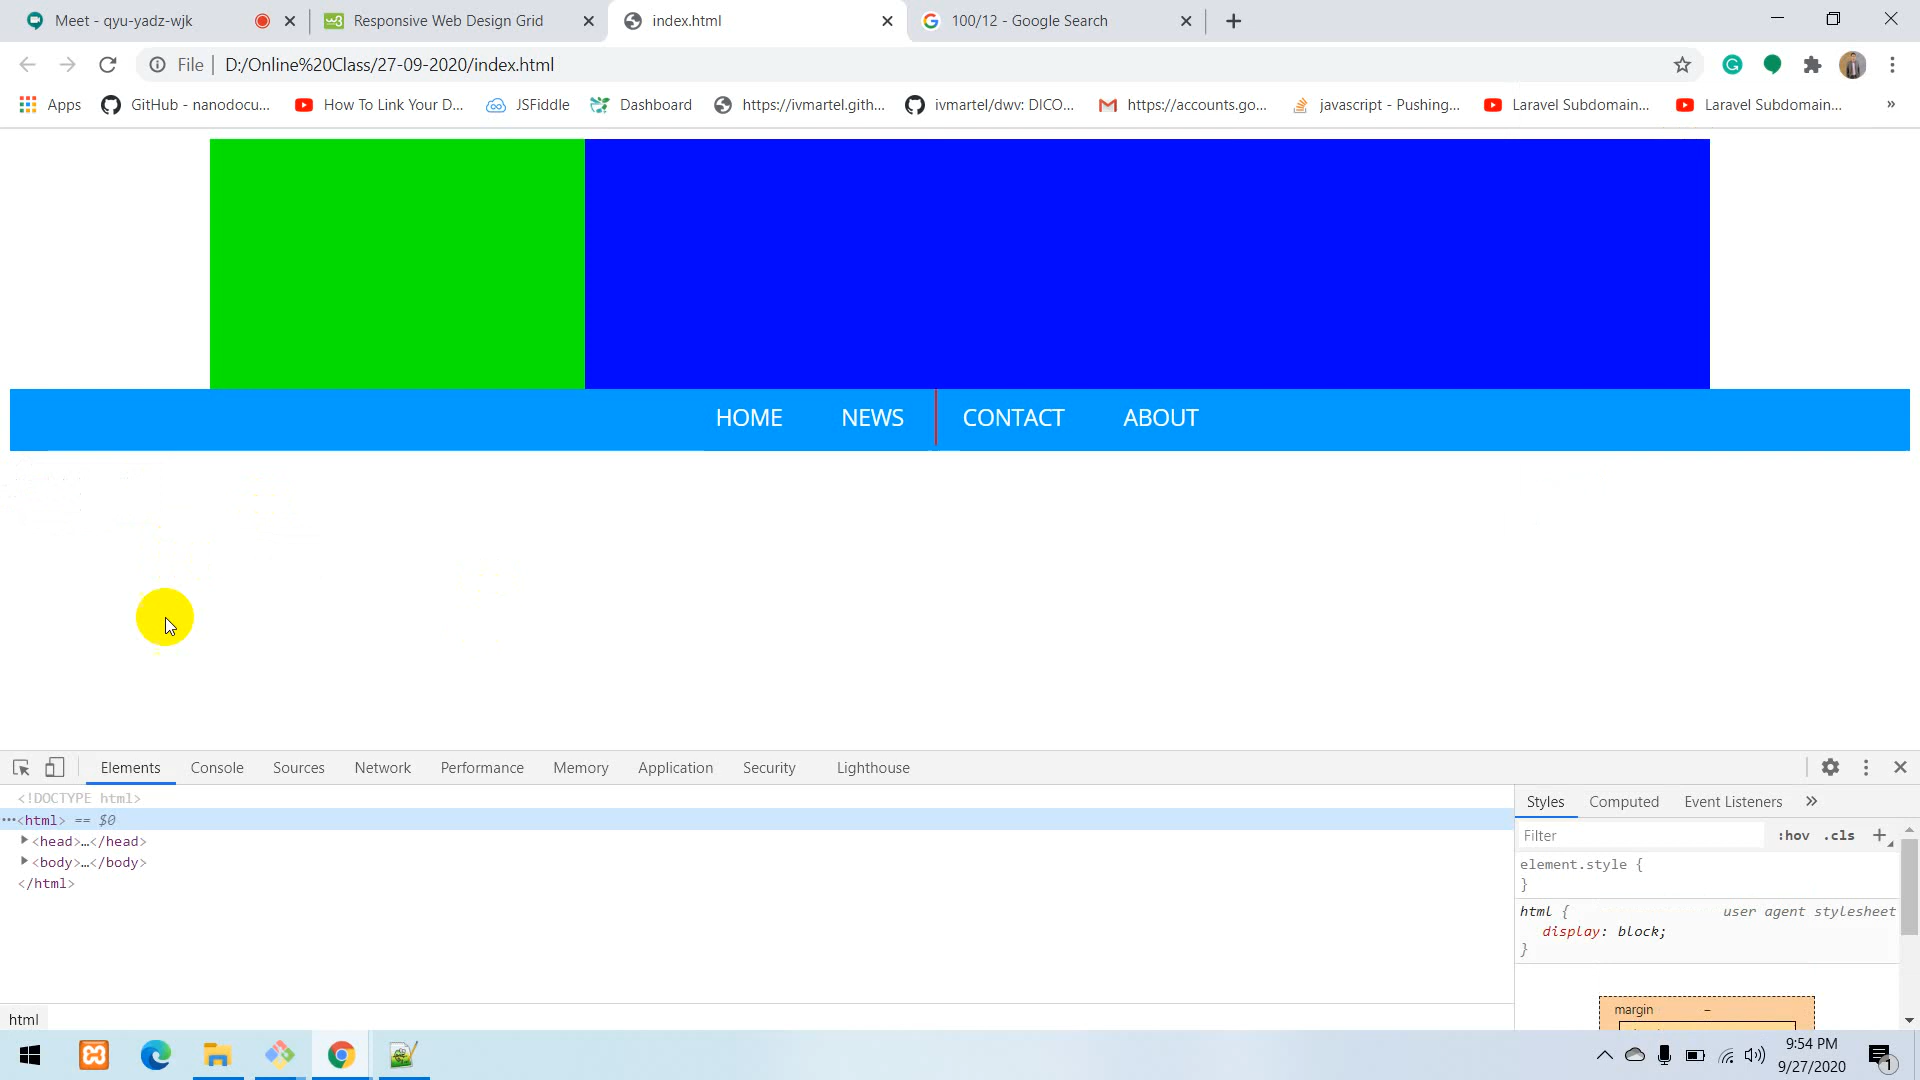 Meet - qyu-yadz-wjk
Responsive Web Design Grid
index.html
100/12 - Google Search
File
D:/Online%20Class/27-09-2020/index.html
Apps
GitHub - nanodocu...
How To Link Your D...
JSFiddle
Dashboard
https://ivmartel.gith...
ivmartel/dwv: DICO...
https://accounts.go...
javascript - Pushing...
Laravel Subdomain...
Laravel Subdomain...
»
HOME
NEWS
CONTACT
ABOUT
Elements
Console
Sources
Network
Performance
Memory
Application
Security
Lighthouse
<!DOCTYPE html>
<html> == $0
<head>…</head>
<body>…</body>
</html>
html
Styles
Computed
Event Listeners
»
Filter
:hov
.cls
element.style {
}
html {
user agent stylesheet
display: block;
}
margin
9:54 PM
9/27/2020
1